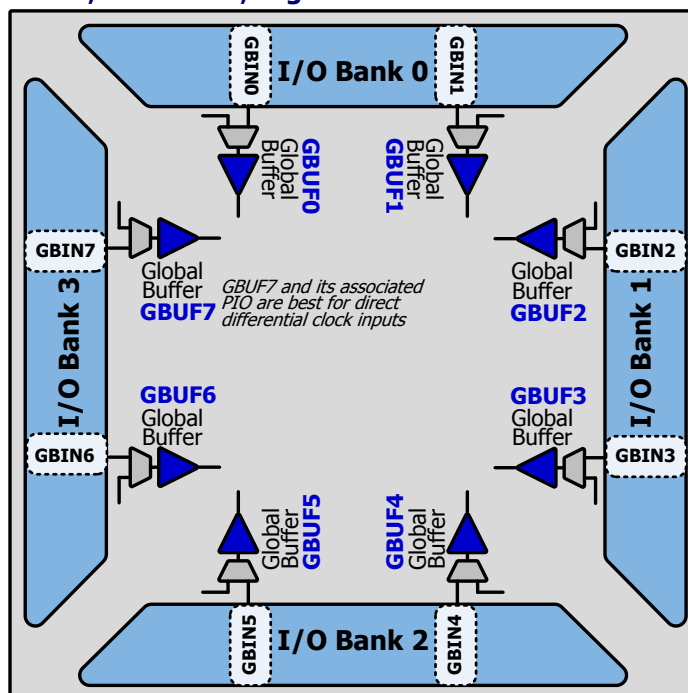 GBIN0
I/O Bank 0
GBIN1
Global
Buffer
GBUF0
Global
Buffer
GBUF1
GBIN7
Global
Buffer
GBUF7
GBUF7 and its associated
PIO are best for direct
differential clock inputs
Global
Buffer
GBUF2
GBIN2
I/O Bank 3
I/O Bank 1
GBUF6
Global
Buffer
GBIN6
GBUF3
Global
Buffer
GBIN3
Global
Buffer
GBUF5
Global
Buffer
GBUF4
GBIN5
I/O Bank 2
GBIN4